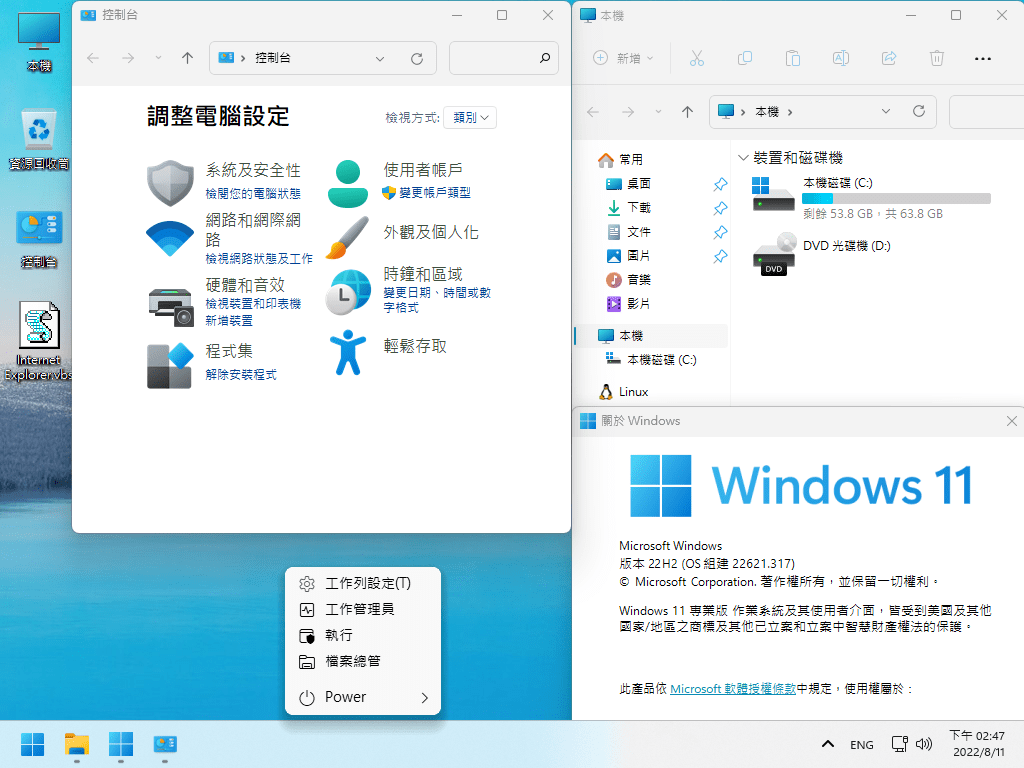 本機
資源回收筒
控制台
Internet
Explorer.vbs
控制台
控制台
調整電腦設定
檢視方式:
類別
系統及安全性
檢閱您的電腦狀態
網路和網際網
路
檢視網路狀態及工作
硬體和音效
檢視裝置和印表機
新增裝置
程式集
解除安裝程式
使用者帳戶
變更帳戶類型
外觀及個人化
時鐘和區域
變更日期、時間或數
字格式
輕鬆存取
本機
新增
本機
常用
桌面
下載
文件
圖片
音樂
影片
本機
本機磁碟 (C:)
Linux
裝置和磁碟機
本機磁碟 (C:)
剩餘 53.8 GB，共 63.8 GB
DVD 光碟機 (D:)
DVD
關於 Windows
Windows 11
Microsoft Windows
版本 22H2 (OS 組建 22621.317)
© Microsoft Corporation. 著作權所有，並保留一切權利。
Windows 11 專業版 作業系統及其使用者介面，皆受到美國及其他
國家/地區之商標及其他已立案和立案中智慧財產權法的保護。
此產品依 Microsoft 軟體授權條款中規定，使用權屬於：
工作列設定(T)
工作管理員
執行
檔案總管
Power
ENG
下午 02:47
2022/8/11